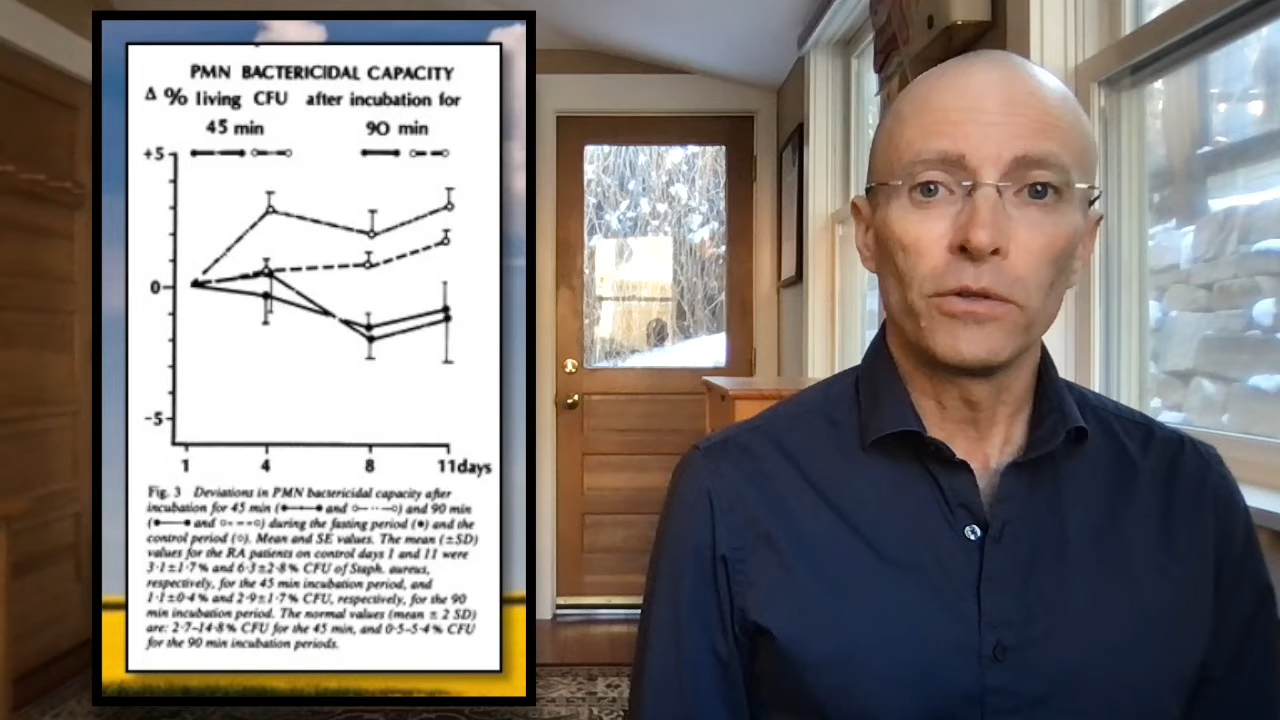 PMN BACTERICIDAL CAPACITY
Δ % living CFU after incubation for
45 min 90 min
+5
0
-5
1 4 8 11days
Fig. 3 Deviations in PMN bactericidal capacity after
incubation for 45 min (●——● and ○-··-○) and 90 min
(●——● and ○---○) during the fasting period (●) and the
control period (○). Mean and SE values. The mean (±SD)
values for the RA patients on control days 1 and 11 were
3·1±1·7% and 6·3±2·8% CFU of Staph. aureus,
respectively, for the 45 min incubation period, and
1·1±0·4% and 2·9±1·7% CFU, respectively, for the 90
min incubation period. The normal values (mean ± 2 SD)
are: 2·7–14·8% CFU for the 45 min, and 0·5–5·4% CFU
for the 90 min incubation periods.